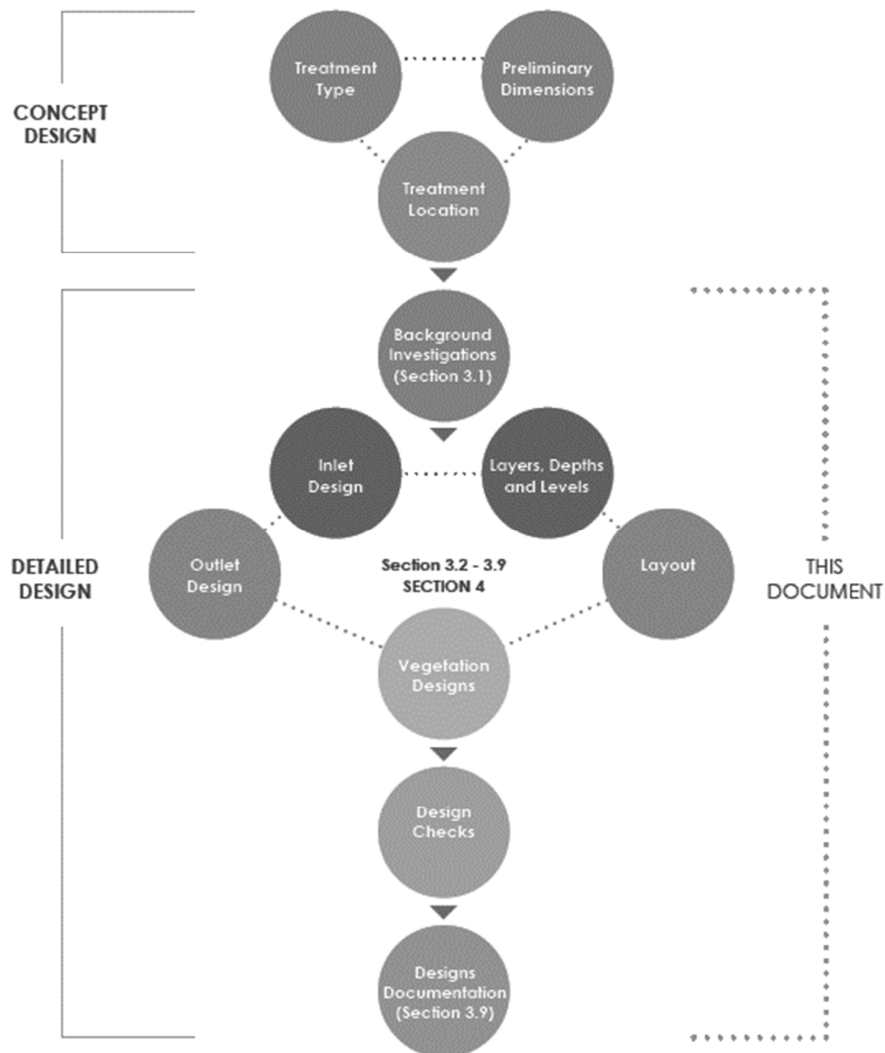 Treatment
Type
Preliminary
Dimensions
CONCEPT
DESIGN
Treatment
Location
Background
Investigations
(Section 3.1)
Inlet
Design
Layers, Depths
and Levels
Outlet
Design
Section 3.2 - 3.9
SECTION 4
Layout
DETAILED
DESIGN
THIS
DOCUMENT
Vegetation
Designs
Design
Checks
Designs
Documentation
(Section 3.9)